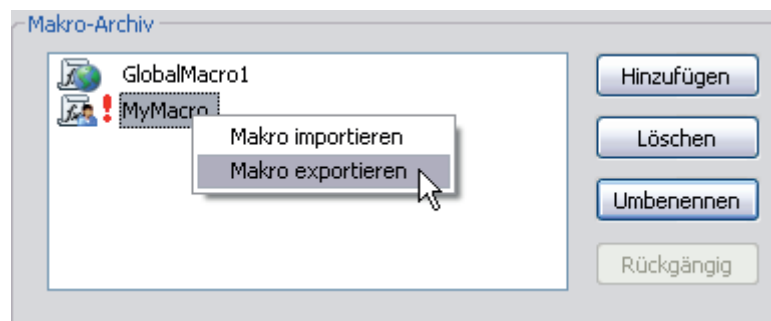 Makro-Archiv
GlobalMacro1
MyMacro
Makro importieren
Makro exportieren
Hinzufügen
Löschen
Umbenennen
Rückgängig